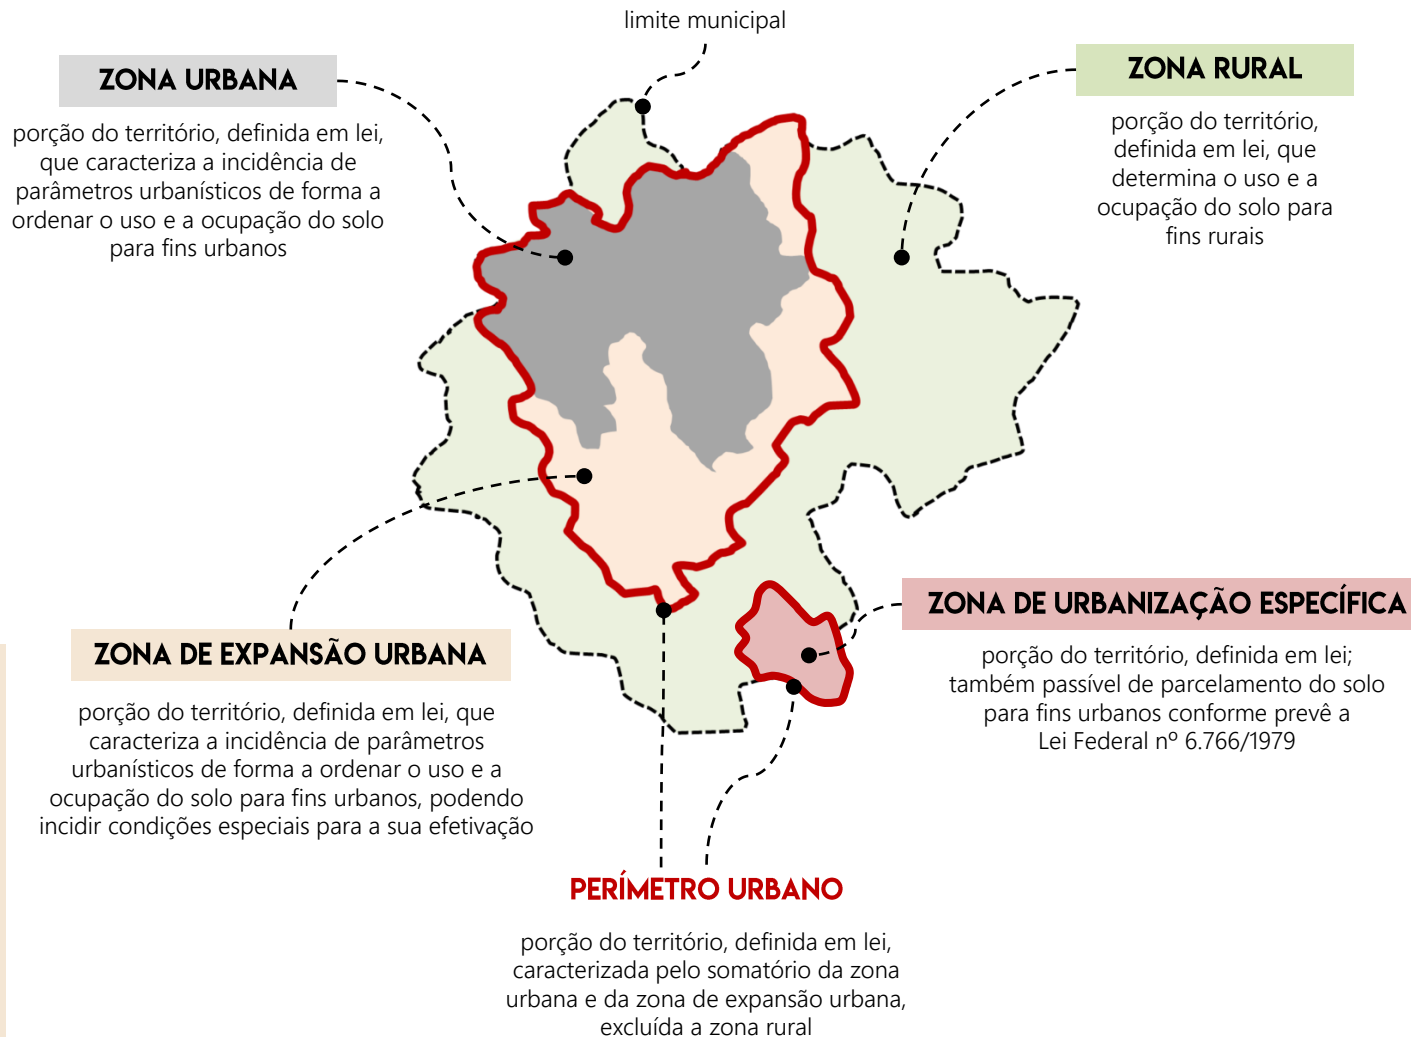 limite municipal
ZONA URBANA
porção do território, definida em lei,
que caracteriza a incidência de
parâmetros urbanísticos de forma a
ordenar o uso e a ocupação do solo
para fins urbanos
ZONA RURAL
porção do território,
definida em lei, que
determina o uso e a
ocupação do solo para
fins rurais
ZONA DE EXPANSÃO URBANA
porção do território, definida em lei, que
caracteriza a incidência de parâmetros
urbanísticos de forma a ordenar o uso e a
ocupação do solo para fins urbanos, podendo
incidir condições especiais para a sua efetivação
ZONA DE URBANIZAÇÃO ESPECÍFICA
porção do território, definida em lei;
também passível de parcelamento do solo
para fins urbanos conforme prevê a
Lei Federal nº 6.766/1979
PERÍMETRO URBANO
porção do território, definida em lei,
caracterizada pelo somatório da zona
urbana e da zona de expansão urbana,
excluída a zona rural